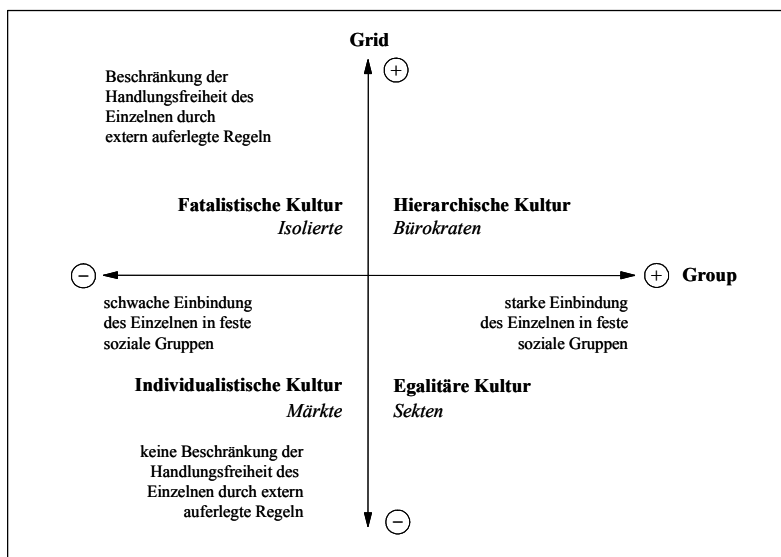 Grid
+
Beschränkung der
Handlungsfreiheit des
Einzelnen durch
extern auferlegte Regeln
Fatalistische Kultur
Isolierte
Hierarchische Kultur
Bürokraten
−
+
Group
schwache Einbindung
des Einzelnen in feste
soziale Gruppen
starke Einbindung
des Einzelnen in feste
soziale Gruppen
Individualistische Kultur
Märkte
Egalitäre Kultur
Sekten
keine Beschränkung der
Handlungsfreiheit des
Einzelnen durch extern
auferlegte Regeln
−